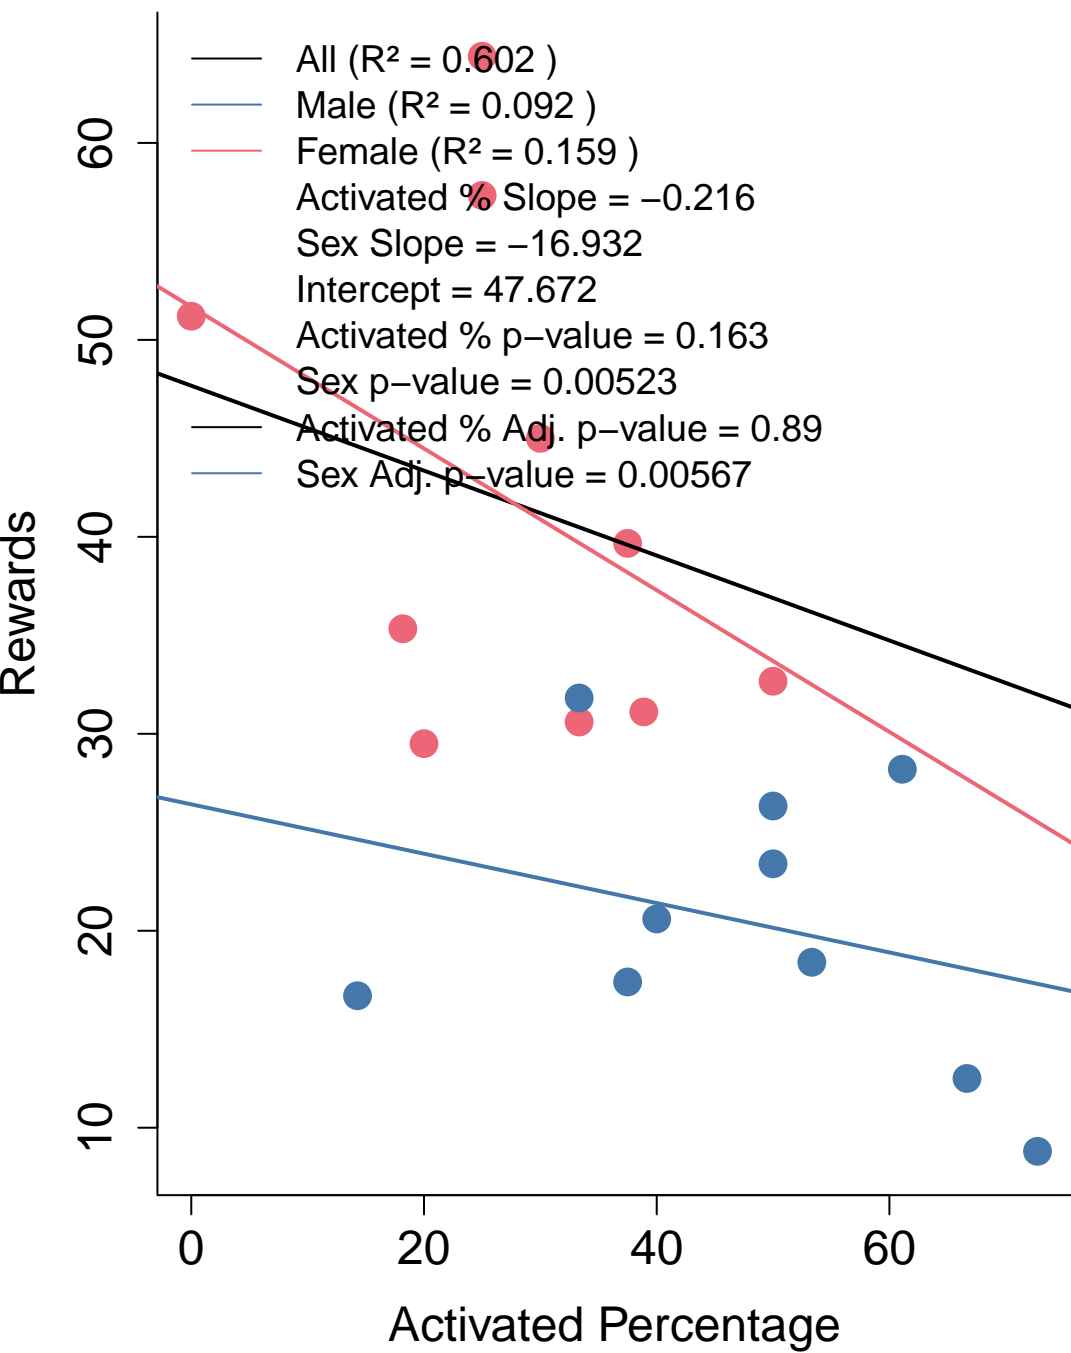 All (R² = 0.602 )
Male (R² = 0.092 )
Female (R² = 0.159 )
Activated % Slope = −0.216
Sex Slope = −16.932
Intercept = 47.672
Activated % p−value = 0.163
Sex p−value = 0.00523
Activated % Adj. p−value = 0.89
Sex Adj. p−value = 0.00567
Rewards
60
50
40
30
20
10
0 20 40 60
Activated Percentage